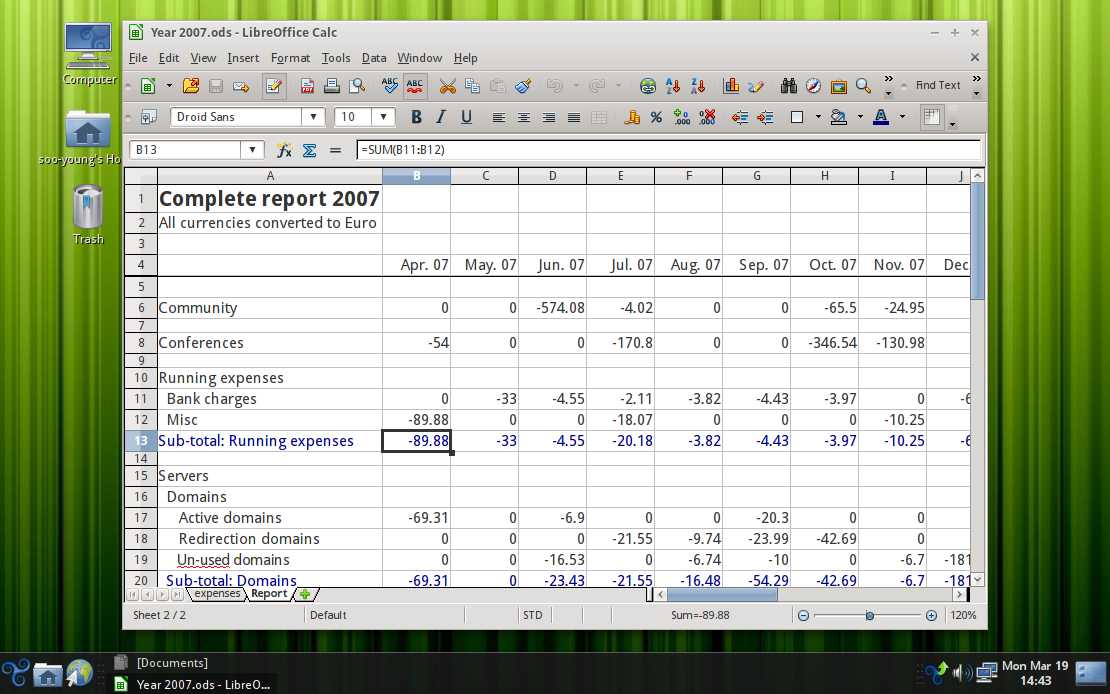 Computer
soo-young's Ho
Trash
Year 2007.ods - LibreOffice Calc
File Edit View Insert Format Tools Data Window Help
ABC ABC A Z Z A » Find Text »
Droid Sans 10 B I U % .000 .000 A
B13 =SUM(B11:B12)
A B C D E F G H I J
1 Complete report 2007
2 All currencies converted to Euro
3
4 Apr. 07 May. 07 Jun. 07 Jul. 07 Aug. 07 Sep. 07 Oct. 07 Nov. 07 Dec.
5
6 Community 0 0 -574.08 -4.02 0 0 -65.5 -24.95
7
8 Conferences -54 0 0 -170.8 0 0 -346.54 -130.98
9
10 Running expenses
11 Bank charges 0 -33 -4.55 -2.11 -3.82 -4.43 -3.97 0 -6
12 Misc -89.88 0 0 -18.07 0 0 0 -10.25
13 Sub-total: Running expenses -89.88 -33 -4.55 -20.18 -3.82 -4.43 -3.97 -10.25 -6
14
15 Servers
16 Domains
17 Active domains -69.31 0 -6.9 0 0 -20.3 0 0
18 Redirection domains 0 0 0 -21.55 -9.74 -23.99 -42.69 0
19 Un-used domains 0 0 -16.53 0 -6.74 -10 0 -6.7 -181
20 Sub-total: Domains -69.31 0 -23.43 -21.55 -16.48 -54.29 -42.69 -6.7 -181
expenses Report
Sheet 2 / 2 Default STD Sum=-89.88 120%
[Documents]
Year 2007.ods - LibreO...
Mon Mar 19
14:43